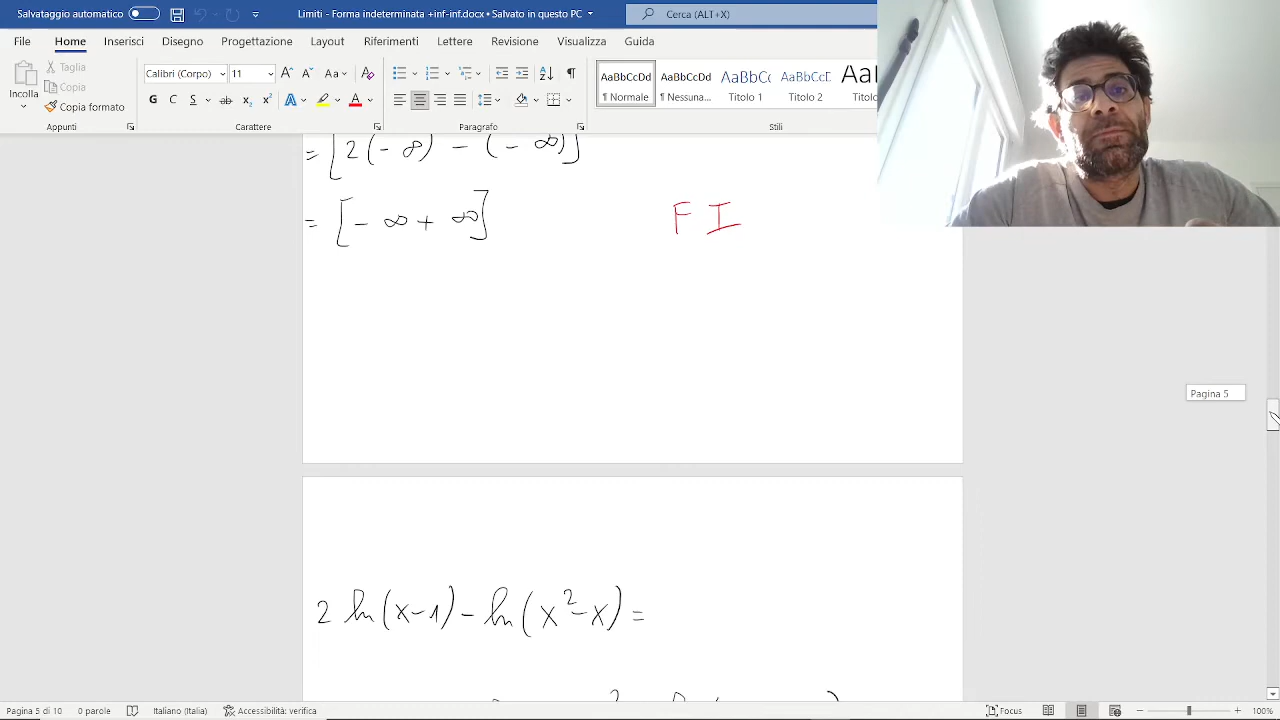 Salvataggio automatico
Limiti - Forma indeterminata inf-inf.docx • Salvato in questo PC
Cerca (ALT+X)
File Home Inserisci Disegno Progettazione Layout Riferimenti Lettere Revisione Visualizza Guida
Incolla
Taglia
Copia
Copia formato
Calibri (Corpo) 11
AaBbCcDd AaBbCcDd AaBbCc AaBbCcD AaB
¶ Normale ¶ Nessuna... Titolo 1 Titolo 2
Appunti Carattere Paragrafo Stili
= [2(-∞) - (-∞)]
= [-∞ + ∞] F I
Pagina 5
2 ln(x-1) - ln(x²-x) =
Pagina 5 di 10 0 parole Italiano (Italia) Accessibilità: verifica Focus 100%